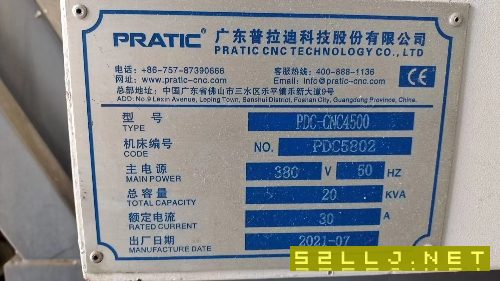 PRATIC 广东普拉迪科技股份有限公司
PRATIC CNC TECHNOLOGY CO., LTD
电话: +86-757-87390666 客服热线: 400-888-1136
网址: www.pratic-cnc.com Email: Info@pratic-cnc.com
总部地址: 中国广东省佛山市三水区乐平镇乐新大道9号
ADD: No.9 Lexin Avenue, Leping Town, Sanshui District, Foshan City, Guangdong Province, China.
型号 PDC-CNC4500
TYPE
机床编号 NO. PDC5802
CODE
主电源 380 V 50 HZ
MAIN POWER
总容量 20 KVA
TOTAL CAPACITY
额定电流 30 A
RATED CURRENT
出厂日期 2021-07
MANUFACTURE DATE
CE
52LLJ.NET